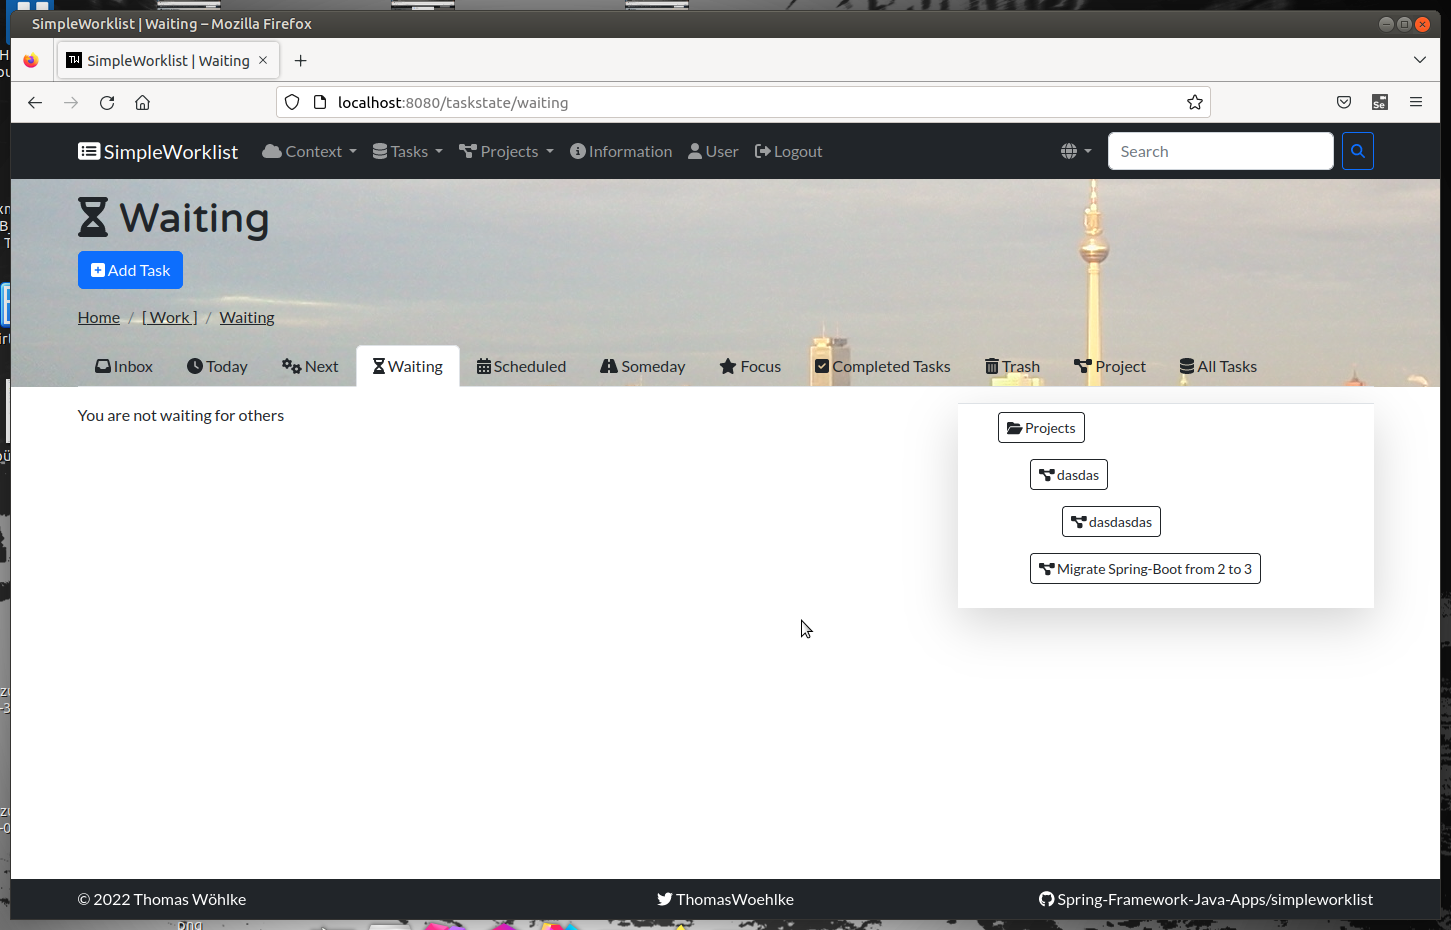 SimpleWorklist | Waiting – Mozilla Firefox
TW SimpleWorklist | Waiting
localhost:8080/taskstate/waiting
Se
SimpleWorklist Context Tasks Projects Information User Logout Search
Waiting
Add Task
Home / [ Work ] / Waiting
Inbox Today Next Waiting Scheduled Someday Focus Completed Tasks Trash Project All Tasks
You are not waiting for others
Projects
dasdas
dasdasdas
Migrate Spring-Boot from 2 to 3
© 2022 Thomas Wöhlke ThomasWoehlke Spring-Framework-Java-Apps/simpleworklist
png